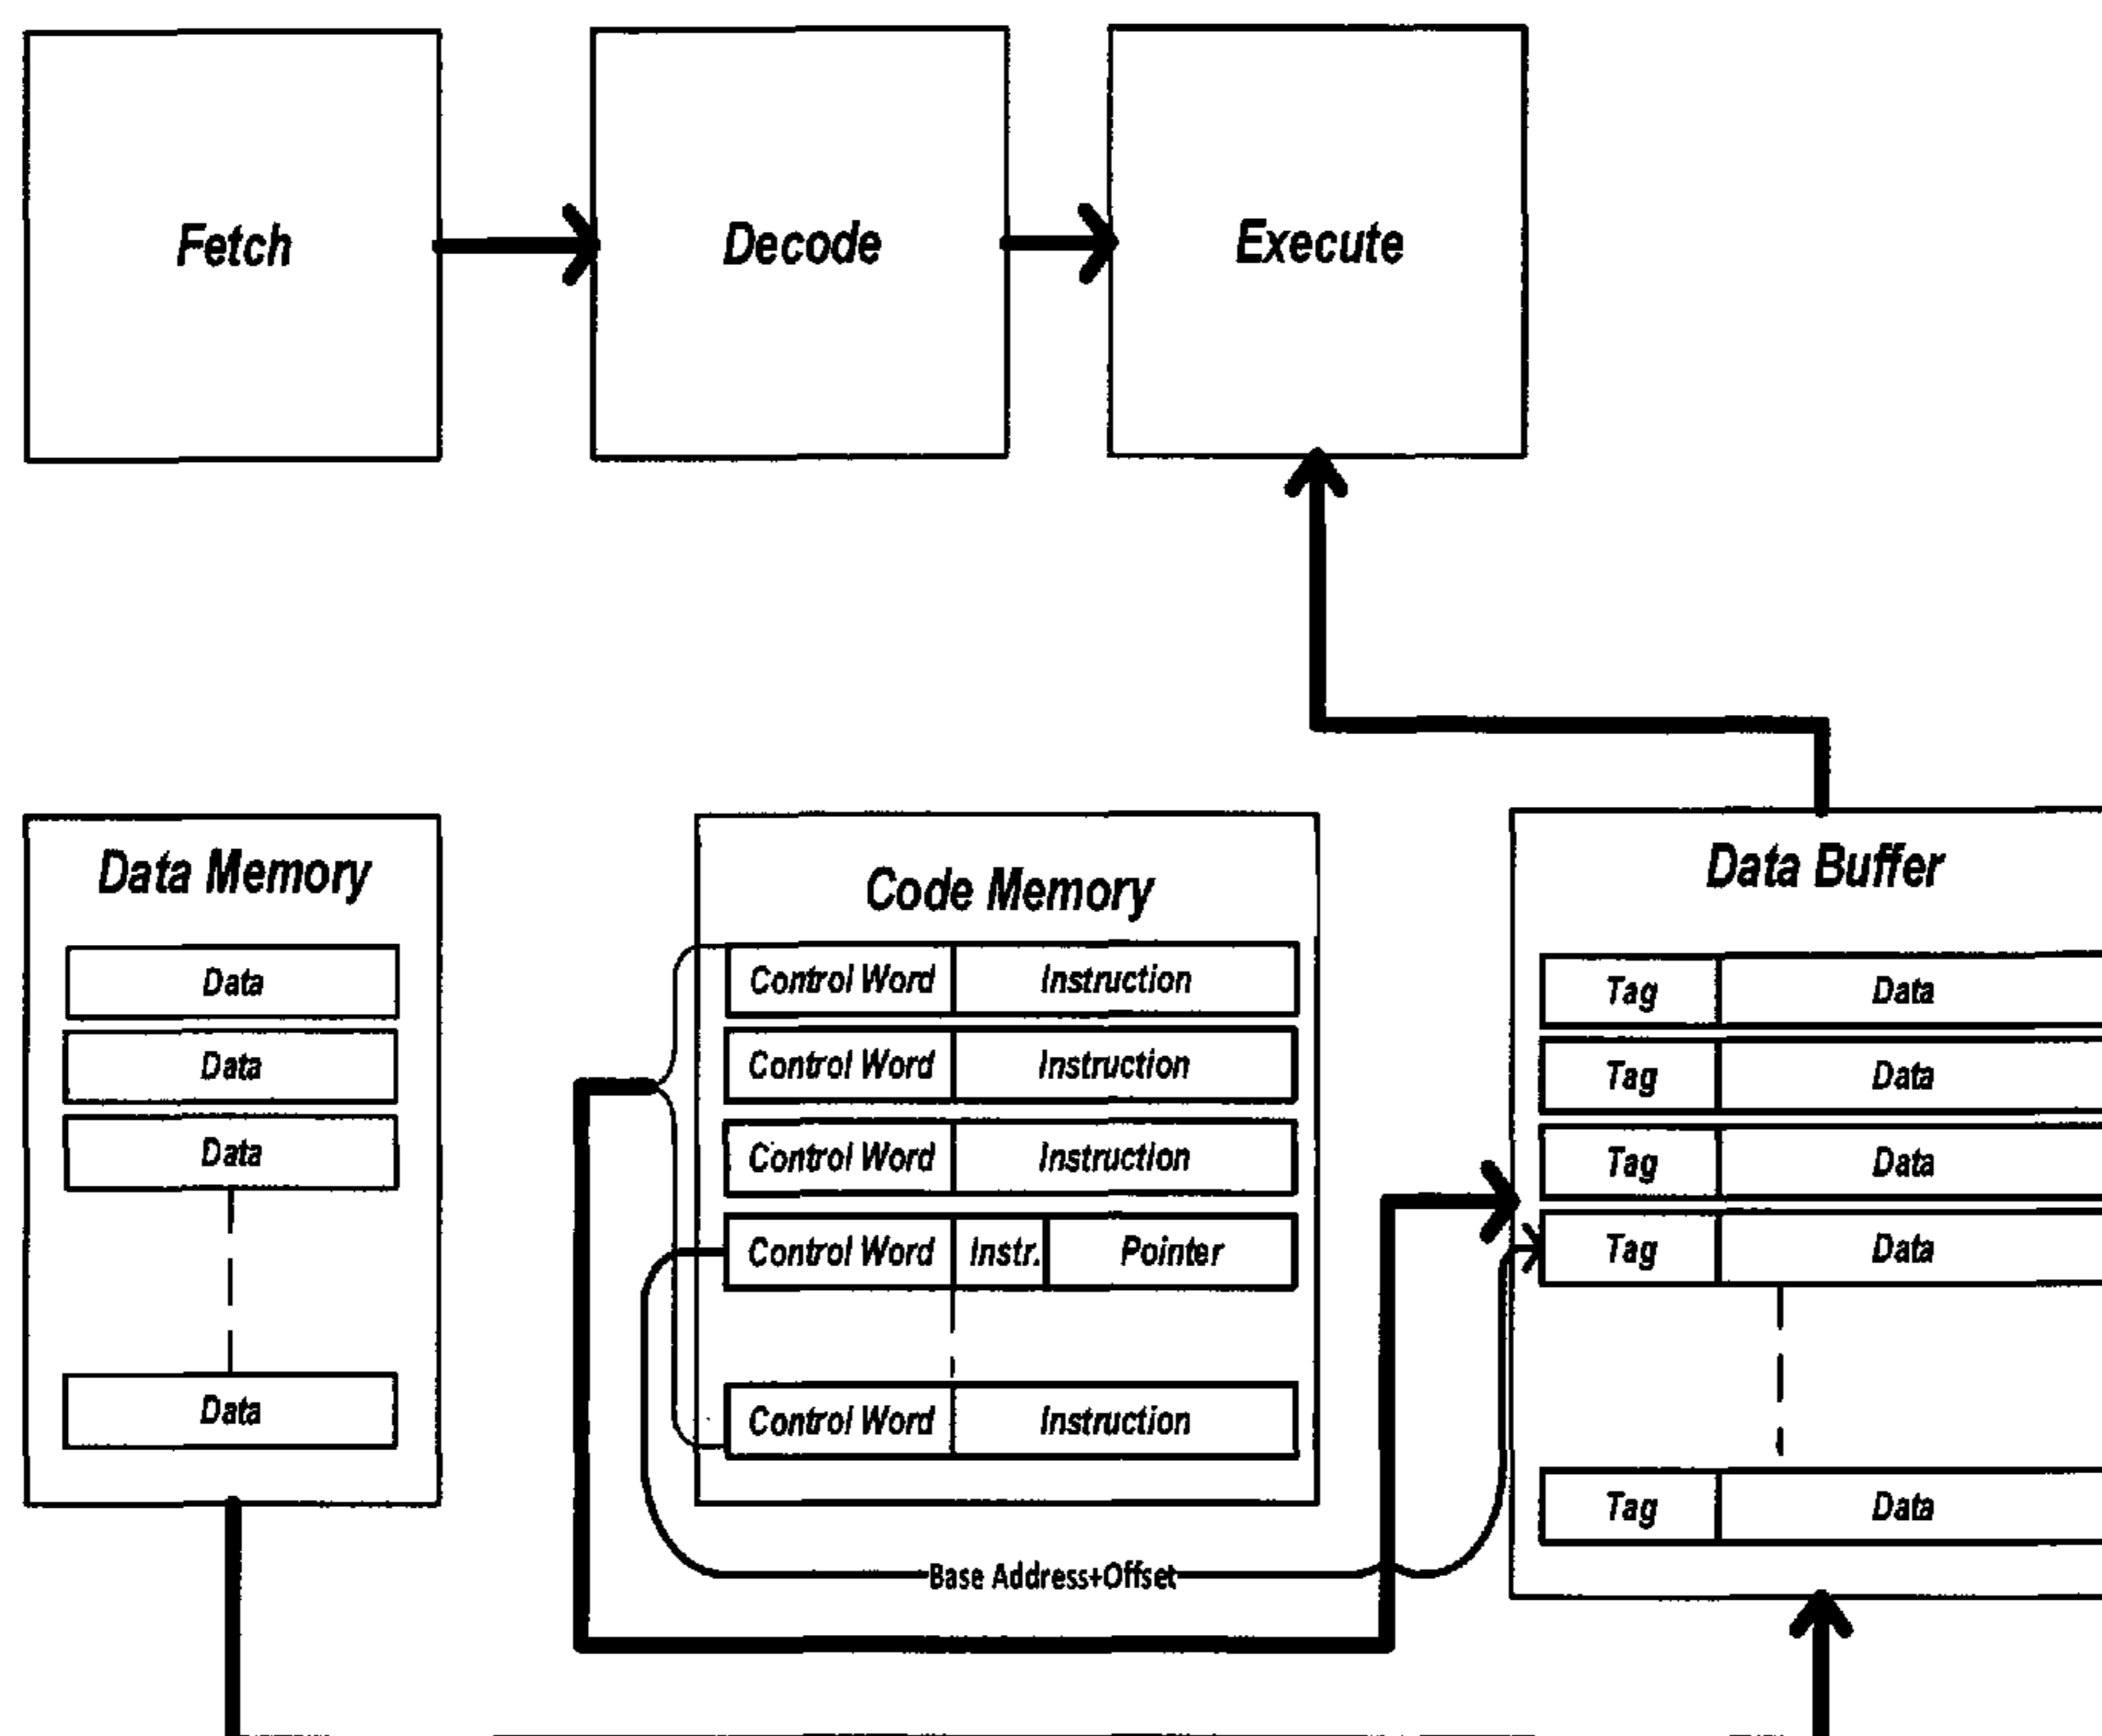 Fetch
Decode
Execute
Data Memory
Data
Data
Data
Data
Code Memory
Control Word Instruction
Control Word Instruction
Control Word Instruction
Control Word Instr. Pointer
Control Word Instruction
Base Address+Offset
Data Buffer
Tag Data
Tag Data
Tag Data
Tag Data
Tag Data